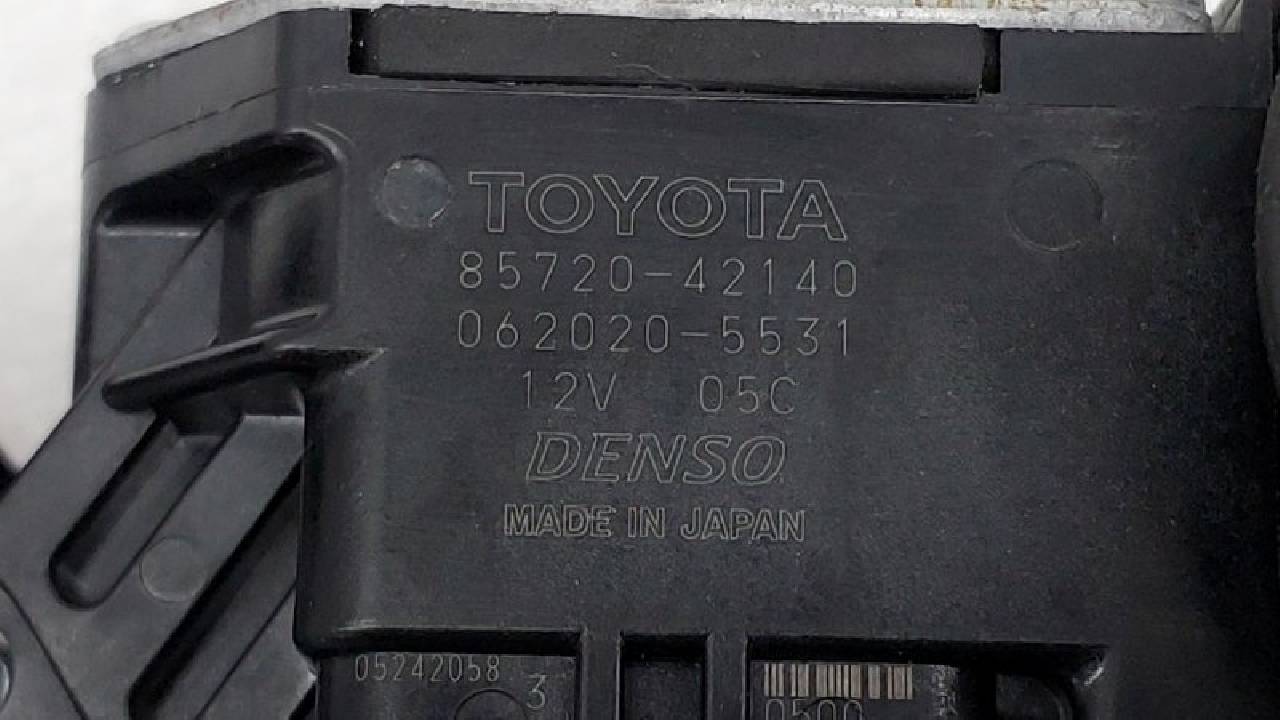 TOYOTA
85720-42140
062020-5531
12V 05C
DENSO
MADE IN JAPAN
05242058
3